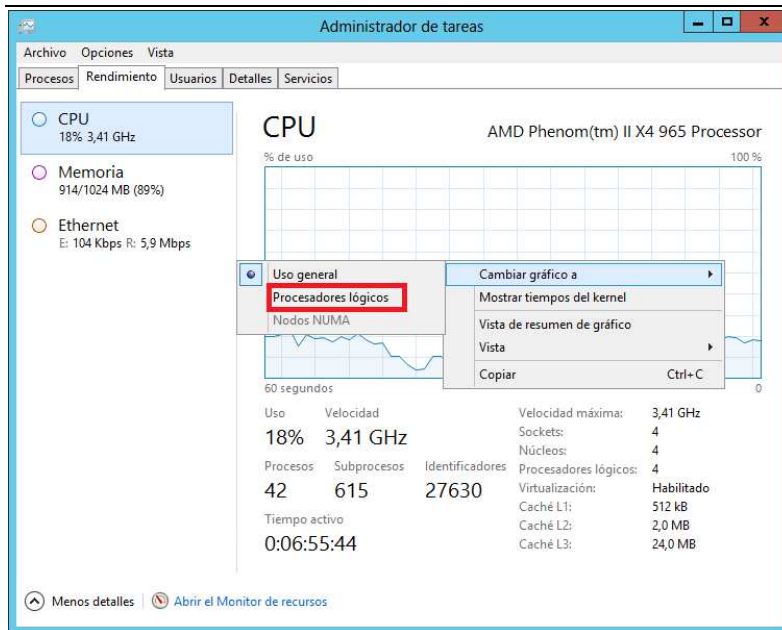 Administrador de tareas
Archivo Opciones Vista
Procesos Rendimiento Usuarios Detalles Servicios
CPU
18% 3,41 GHz
Memoria
914/1024 MB (89%)
Ethernet
E: 104 Kbps R: 5,9 Mbps
CPU AMD Phenom(tm) II X4 965 Processor
% de uso 100 %
Uso general
Procesadores lógicos
Nodos NUMA
Cambiar gráfico a
Mostrar tiempos del kernel
Vista de resumen de gráfico
Vista
Copiar Ctrl+C
60 segundos 0
Uso Velocidad
18% 3,41 GHz
Procesos Subprocesos Identificadores
42 615 27630
Tiempo activo
0:06:55:44
Velocidad máxima: 3,41 GHz
Sockets: 4
Núcleos: 4
Procesadores lógicos: 4
Virtualización: Habilitado
Caché L1: 512 kB
Caché L2: 2,0 MB
Caché L3: 24,0 MB
Menos detalles Abrir el Monitor de recursos